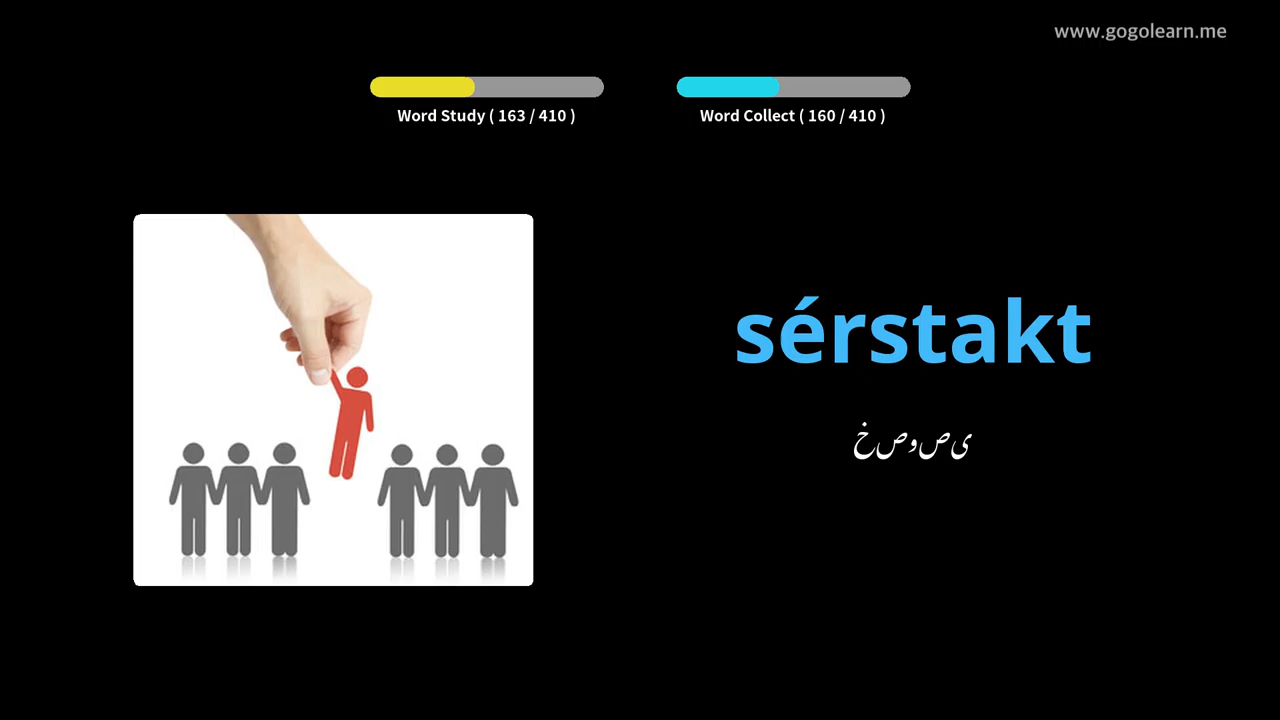 www.gogolearn.me
Word Study ( 163 / 410 )
Word Collect ( 160 / 410 )
sérstakt
خصوصی